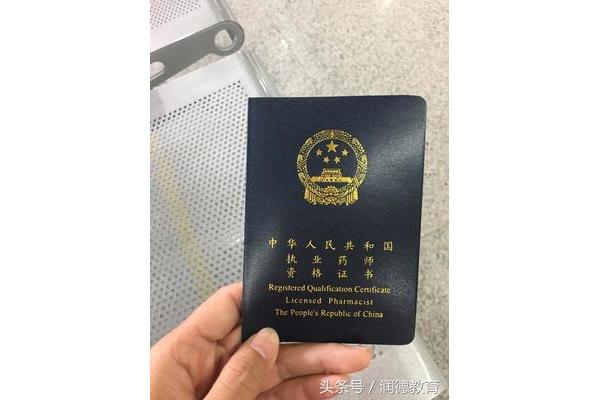 中华人民共和国
执业药师
资格证书
Registered Qualification Certificate
Licensed Pharmacist
The People's Republic of China
头条号/润德教育